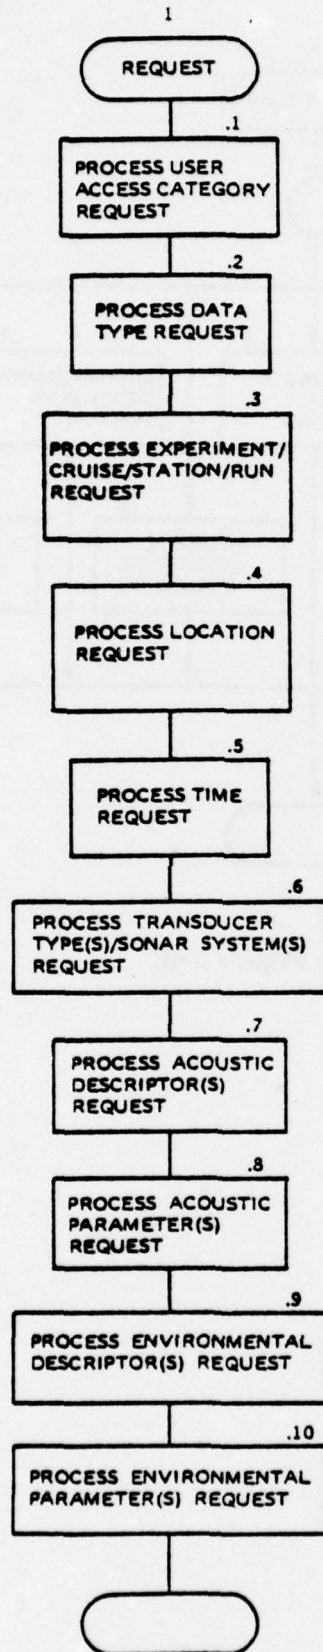 1
REQUEST
.1
PROCESS USER
ACCESS CATEGORY
REQUEST
.2
PROCESS DATA
TYPE REQUEST
.3
PROCESS EXPERIMENT/
CRUISE/STATION/RUN
REQUEST
.4
PROCESS LOCATION
REQUEST
.5
PROCESS TIME
REQUEST
.6
PROCESS TRANSDUCER
TYPE(S)/SONAR SYSTEM(S)
REQUEST
.7
PROCESS ACOUSTIC
DESCRIPTOR(S)
REQUEST
.8
PROCESS ACOUSTIC
PARAMETER(S)
REQUEST
.9
PROCESS ENVIRONMENTAL
DESCRIPTOR(S) REQUEST
.10
PROCESS ENVIRONMENTAL
PARAMETER(S) REQUEST